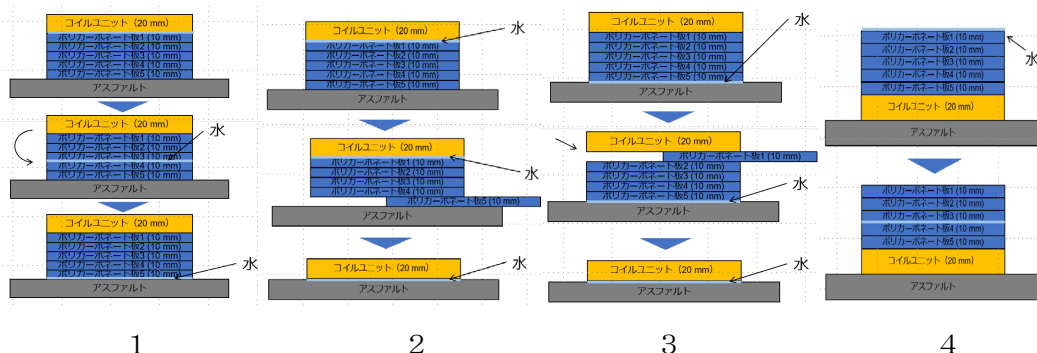 コイルユニット（20 mm）
ポリカーボネート板1 (10 mm)
ポリカーボネート板2 (10 mm)
ポリカーボネート板3 (10 mm)
ポリカーボネート板4 (10 mm)
ポリカーボネート板5 (10 mm)
アスファルト
コイルユニット（20 mm）
水
ポリカーボネート板1 (10 mm)
ポリカーボネート板2 (10 mm)
ポリカーボネート板3 (10 mm)
ポリカーボネート板4 (10 mm)
ポリカーボネート板5 (10 mm)
アスファルト
コイルユニット（20 mm）
ポリカーボネート板1 (10 mm)
ポリカーボネート板2 (10 mm)
ポリカーボネート板3 (10 mm)
ポリカーボネート板4 (10 mm)
ポリカーボネート板5 (10 mm)
水
アスファルト
1
水
コイルユニット（20 mm）
ポリカーボネート板1 (10 mm)
ポリカーボネート板2 (10 mm)
ポリカーボネート板3 (10 mm)
ポリカーボネート板4 (10 mm)
ポリカーボネート板5 (10 mm)
アスファルト
コイルユニット（20 mm）
水
ポリカーボネート板1 (10 mm)
ポリカーボネート板2 (10 mm)
ポリカーボネート板3 (10 mm)
ポリカーボネート板4 (10 mm)
ポリカーボネート板5 (10 mm)
アスファルト
コイルユニット（20 mm）
水
アスファルト
2
水
コイルユニット（20 mm）
ポリカーボネート板1 (10 mm)
ポリカーボネート板2 (10 mm)
ポリカーボネート板3 (10 mm)
ポリカーボネート板4 (10 mm)
ポリカーボネート板5 (10 mm)
アスファルト
コイルユニット（20 mm）
ポリカーボネート板1 (10 mm)
ポリカーボネート板2 (10 mm)
ポリカーボネート板3 (10 mm)
ポリカーボネート板4 (10 mm)
ポリカーボネート板5 (10 mm)
水
アスファルト
コイルユニット（20 mm）
水
アスファルト
3
ポリカーボネート板1 (10 mm)
水
ポリカーボネート板2 (10 mm)
ポリカーボネート板3 (10 mm)
ポリカーボネート板4 (10 mm)
ポリカーボネート板5 (10 mm)
コイルユニット（20 mm）
アスファルト
ポリカーボネート板1 (10 mm)
ポリカーボネート板2 (10 mm)
ポリカーボネート板3 (10 mm)
ポリカーボネート板4 (10 mm)
ポリカーボネート板5 (10 mm)
コイルユニット（20 mm）
アスファルト
4